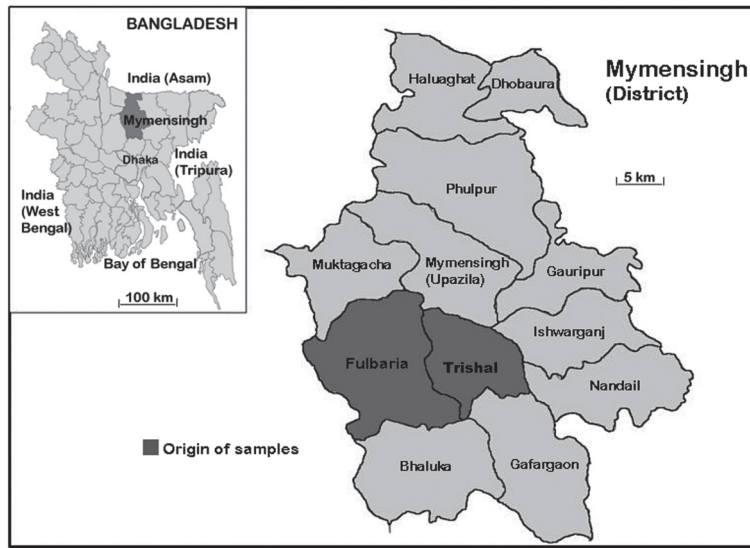 BANGLADESH
India (Asam)
Mymensingh
Dhaka
India
(Tripura)
India
(West
Bengal)
Bay of Bengal
100 km
Mymensingh
(District)
5 km
Haluaghat
Dhobaura
Phulpur
Muktagacha
Mymensingh
(Upazila)
Gauripur
Ishwarganj
Fulbaria
Trishal
Nandail
Origin of samples
Bhaluka
Gafargaon